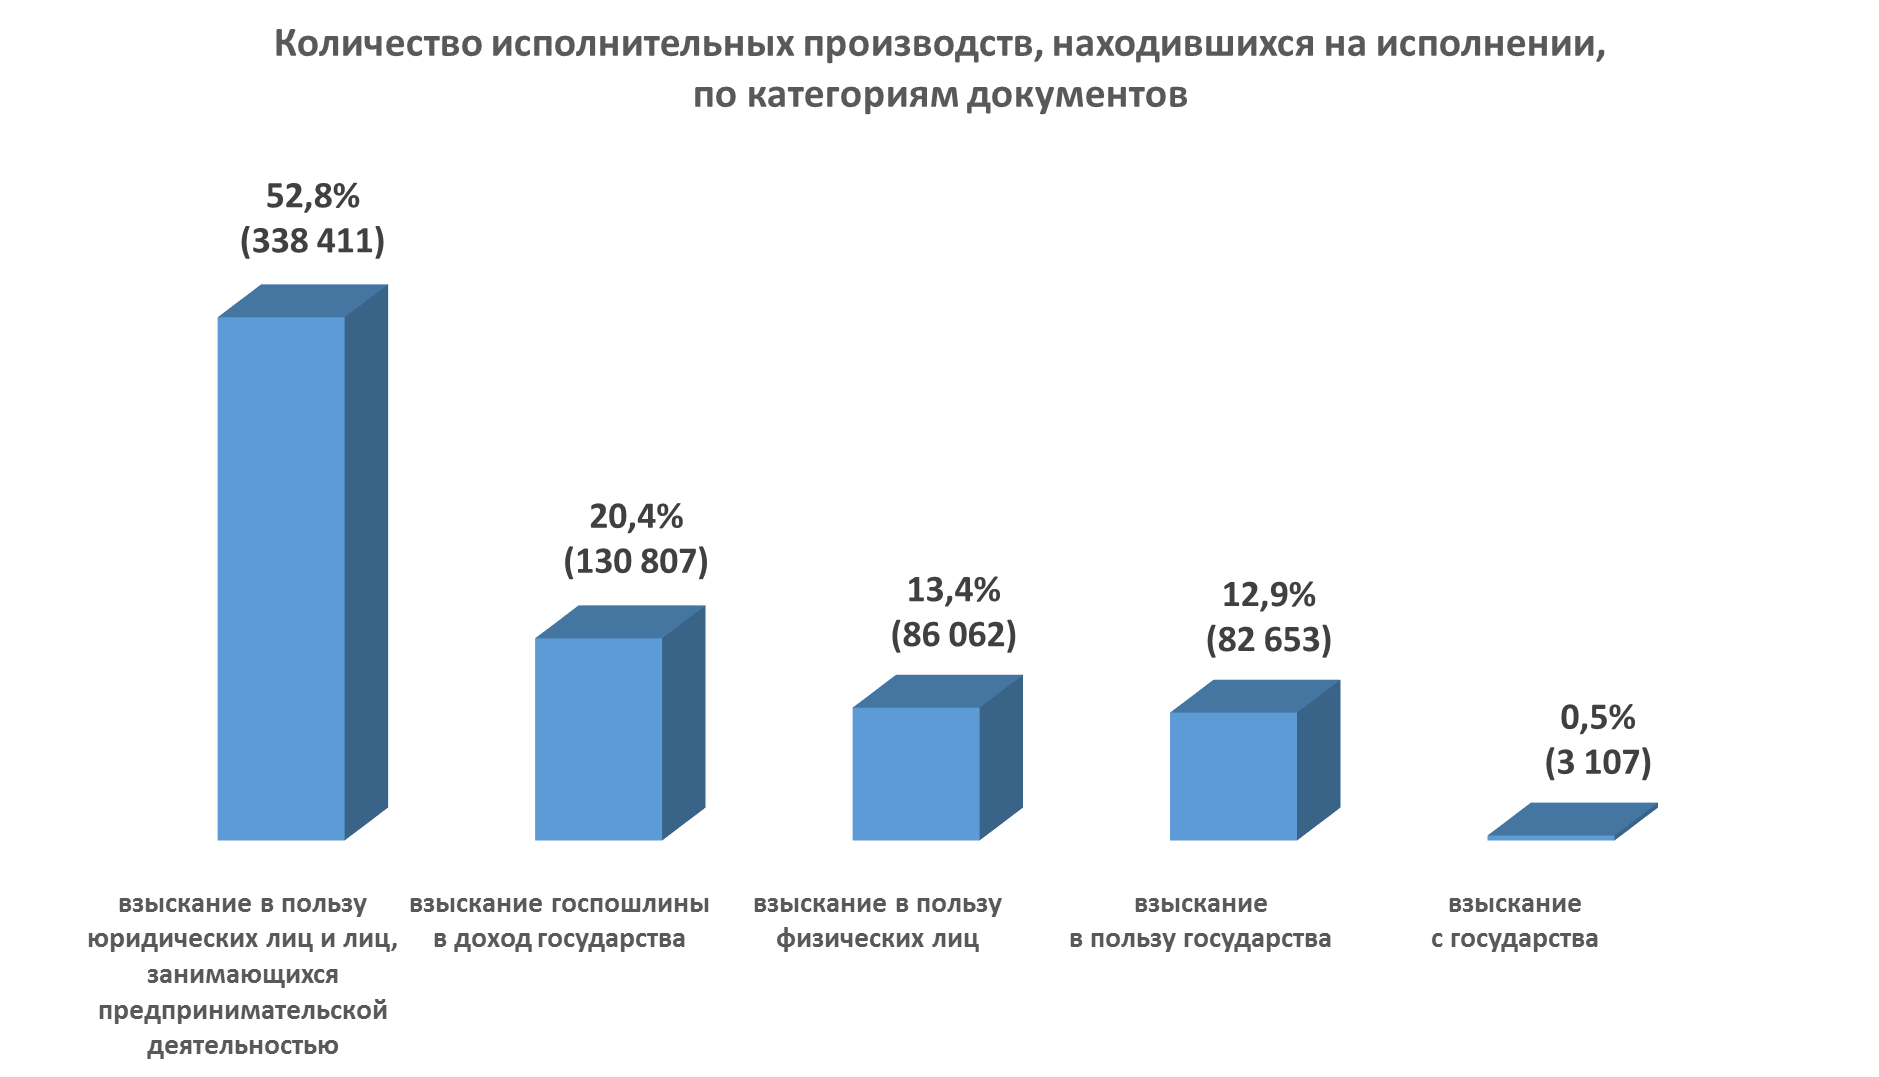 Количество исполнительных производств, находившихся на исполнении,
по категориям документов
52,8%
(338 411)
20,4%
(130 807)
13,4%
(86 062)
12,9%
(82 653)
0,5%
(3 107)
взыскание в пользу
юридических лиц и лиц,
занимающихся
предпринимательской
деятельностью
взыскание госпошлины
в доход государства
взыскание в пользу
физических лиц
взыскание
в пользу государства
взыскание
с государства